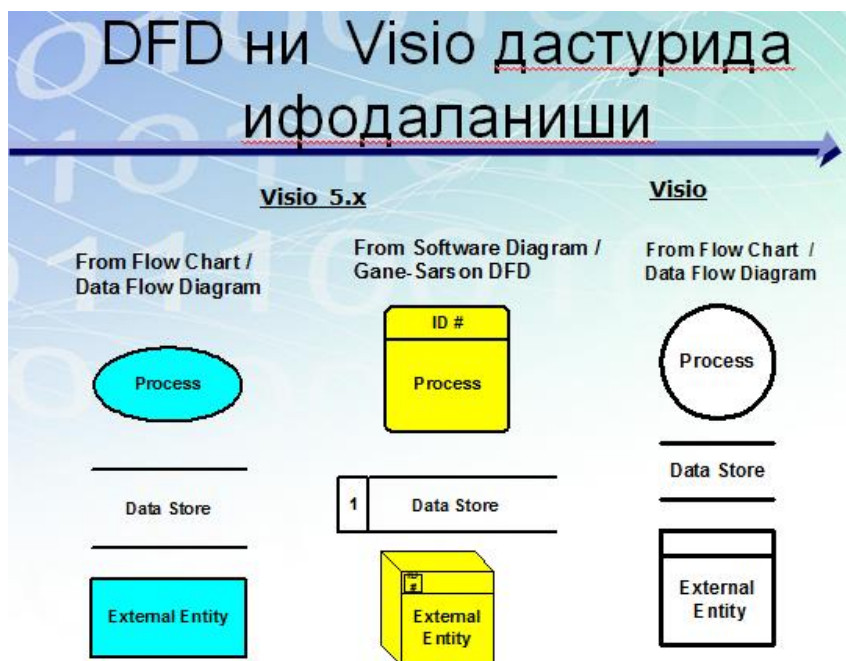 DFD ни Visio дастурида
ифодаланиши
Visio 5.x
Visio
From Flow Chart /
Data Flow Diagram
From Software Diagram /
Gane-Sarson DFD
From Flow Chart /
Data Flow Diagram
Process
ID #
Process
Process
Data Store
1
Data Store
Data Store
External Entity
ID
#
External
Entity
External
Entity